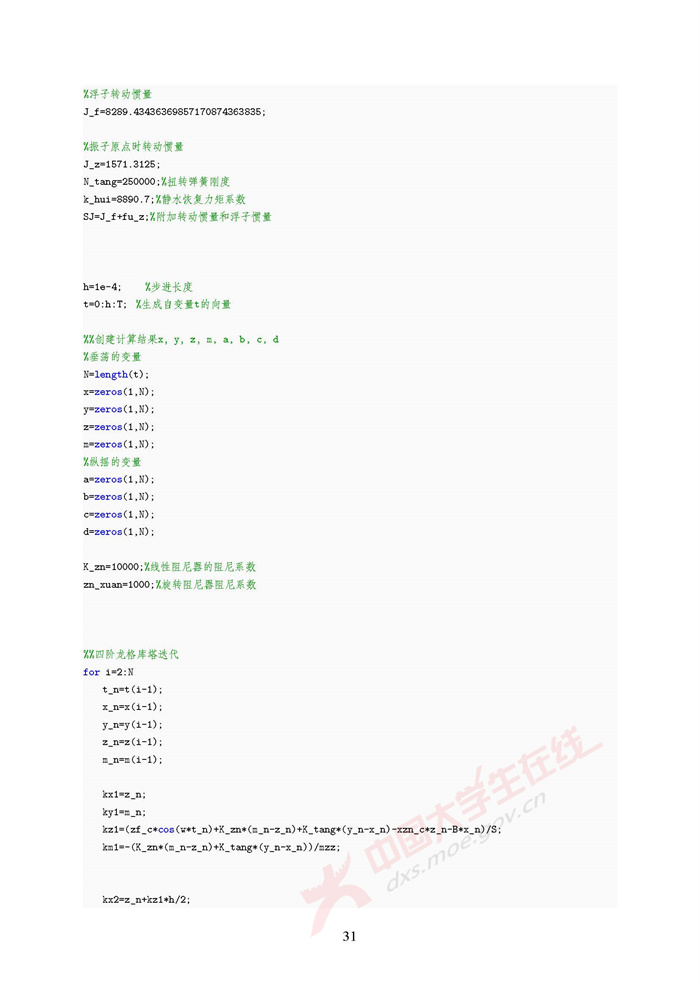 %浮子转动惯量
J_f=8289.43436369857170874363835;
%振子原点时转动惯量
J_z=1571.3125;
N_tang=250000;%扭转弹簧刚度
k_hui=8890.7;%静水恢复力矩系数
SJ=J_f+fu_z;%附加转动惯量和浮子惯量
h=1e-4; %步进长度
t=0:h:T; %生成自变量t的向量
%%创建计算结果x, y, z, m, a, b, c, d
%垂荡的变量
N=length(t);
x=zeros(1,N);
y=zeros(1,N);
z=zeros(1,N);
m=zeros(1,N);
%纵摇的变量
a=zeros(1,N);
b=zeros(1,N);
c=zeros(1,N);
d=zeros(1,N);
K_zn=10000;%线性阻尼器的阻尼系数
zn_xuan=1000;%旋转阻尼器阻尼系数
%%四阶龙格库塔迭代
for i=2:N
t_n=t(i-1);
x_n=x(i-1);
y_n=y(i-1);
z_n=z(i-1);
m_n=m(i-1);
kx1=z_n;
ky1=m_n;
kz1=(zf_c*cos(w*t_n)+K_zn*(m_n-z_n)+K_tang*(y_n-x_n)-xzn_c*z_n-B*x_n)/S;
km1=-(K_zn*(m_n-z_n)+K_tang*(y_n-x_n))/mzz;
kx2=z_n+kz1*h/2;
中国大学生在线
dxs.moe.gov.cn
31